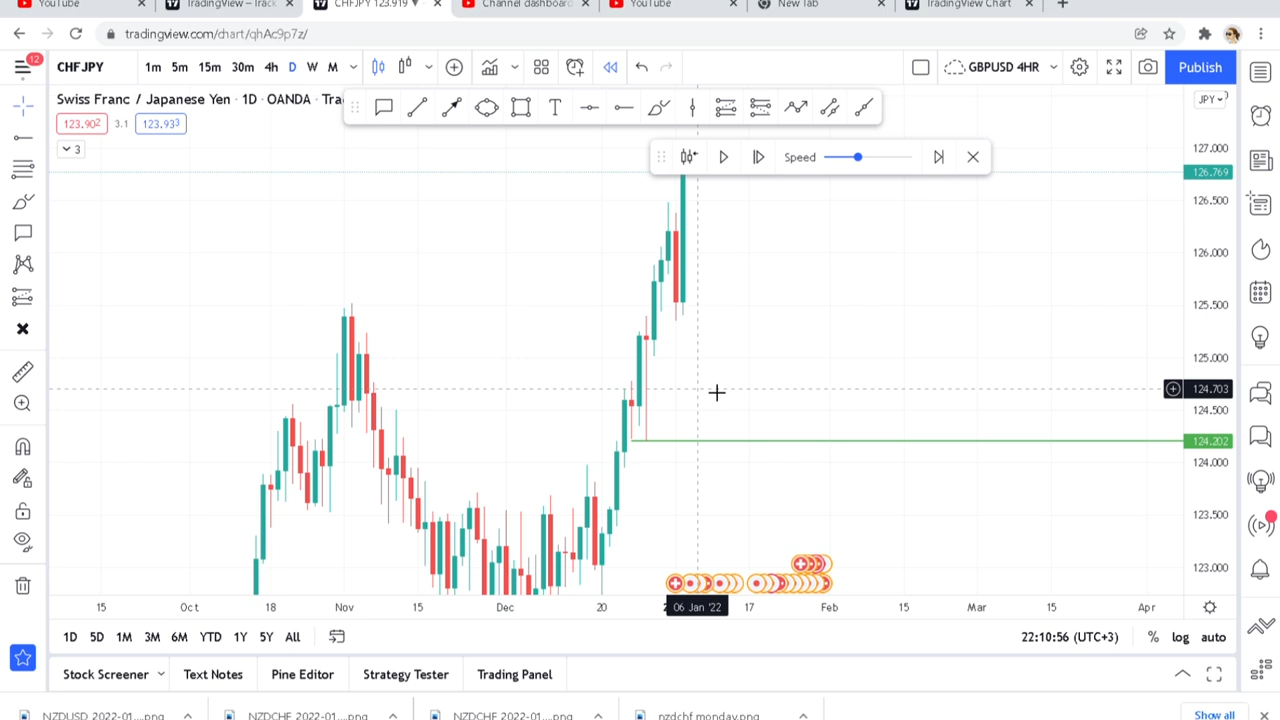 YouTube
TradingView – Track
CHFJPY 123.919 ▼
Channel dashboard
YouTube
New Tab
TradingView Chart
tradingview.com/chart/qhAc9p7z/
12
CHFJPY
1m 5m 15m 30m 4h D W M
GBPUSD 4HR
Publish
Swiss Franc / Japanese Yen · 1D · OANDA · Tra
JPY
123.902 3.1 123.933
3
T
Speed
127.000
126.769
126.500
126.000
125.500
125.000
124.703
124.500
124.202
124.000
123.500
123.000
15 Oct 18 Nov 15 Dec 20 06 Jan '22 17 Feb 15 Mar 15 Apr
1D 5D 1M 3M 6M YTD 1Y 5Y All
22:10:56 (UTC+3) % log auto
Stock Screener Text Notes Pine Editor Strategy Tester Trading Panel
NZDUSD_2022-01....png
NZDCHF_2022-01....png
NZDCHF_2022-01....png
nzdchf monday.png
Show all